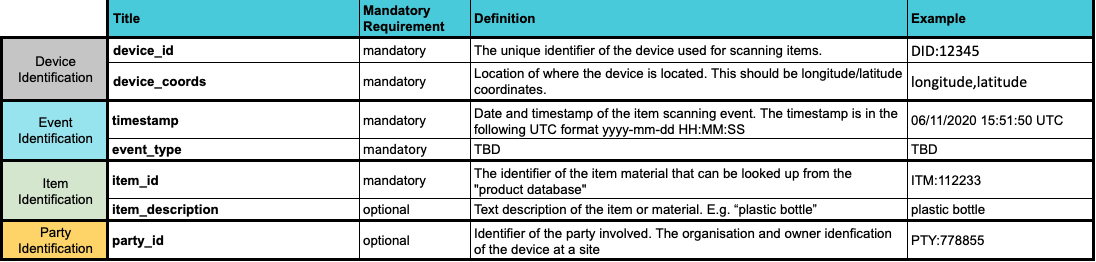 Title Mandatory Requirement Definition Example
Device Identification
device_id mandatory The unique identifier of the device used for scanning items. DID:12345
device_coords mandatory Location of where the device is located. This should be longitude/latitude
coordinates. longitude,latitude
Event Identification
timestamp mandatory Date and timestamp of the item scanning event. The timestamp is in the
following UTC format yyyy-mm-dd HH:MM:SS 06/11/2020 15:51:50 UTC
event_type mandatory TBD TBD
Item Identification
item_id mandatory The identifier of the item material that can be looked up from the
"product database" ITM:112233
item_description optional Text description of the item or material. E.g. “plastic bottle” plastic bottle
Party Identification
party_id optional Identifier of the party involved. The organisation and owner idenfication
of the device at a site PTY:778855